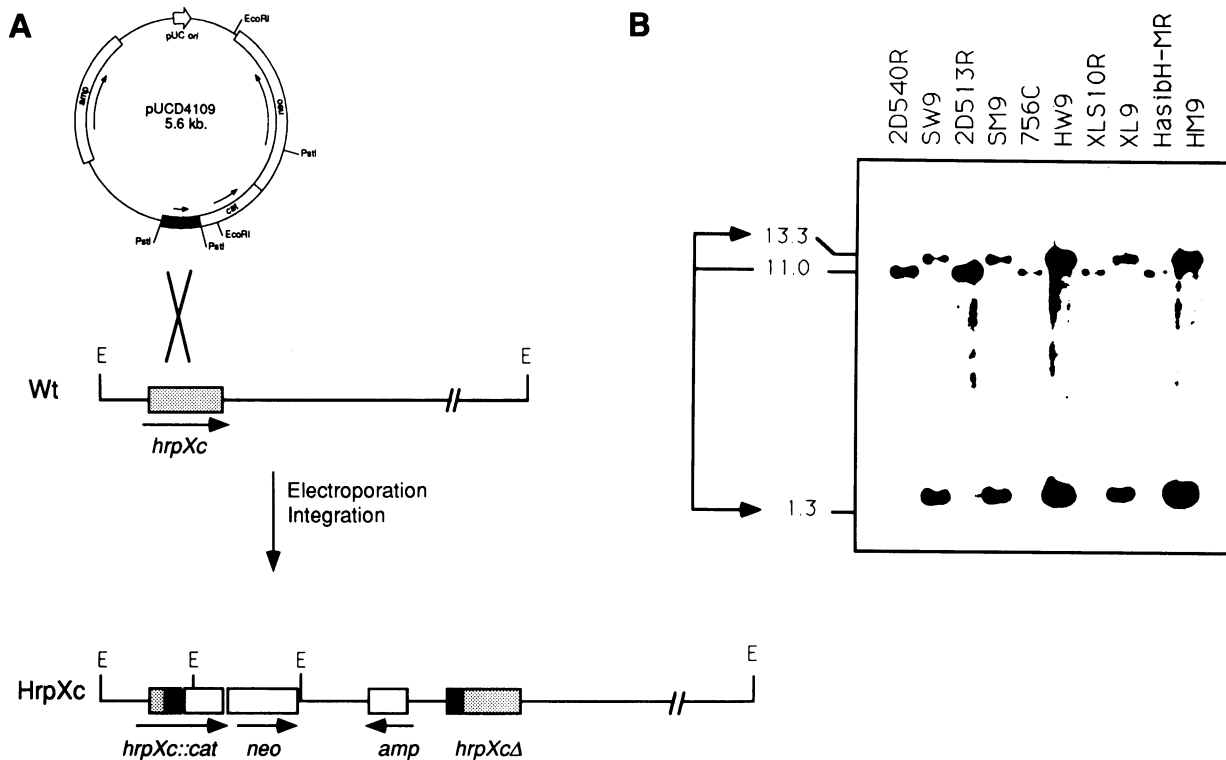 A
EcoRI
pUC ori
amp
neo
pUCD4109
5.6 kb.
PstI
cat
EcoRI
PstI
PstI
E
E
Wt
hrpXc
Electroporation
Integration
E
E
E
E
HrpXc
hrpXc::cat
neo
amp
hrpXcΔ
B
2D540R
SW9
2D513R
SM9
756C
HW9
XLS10R
XL9
HasibH-MR
HM9
13.3
11.0
1.3